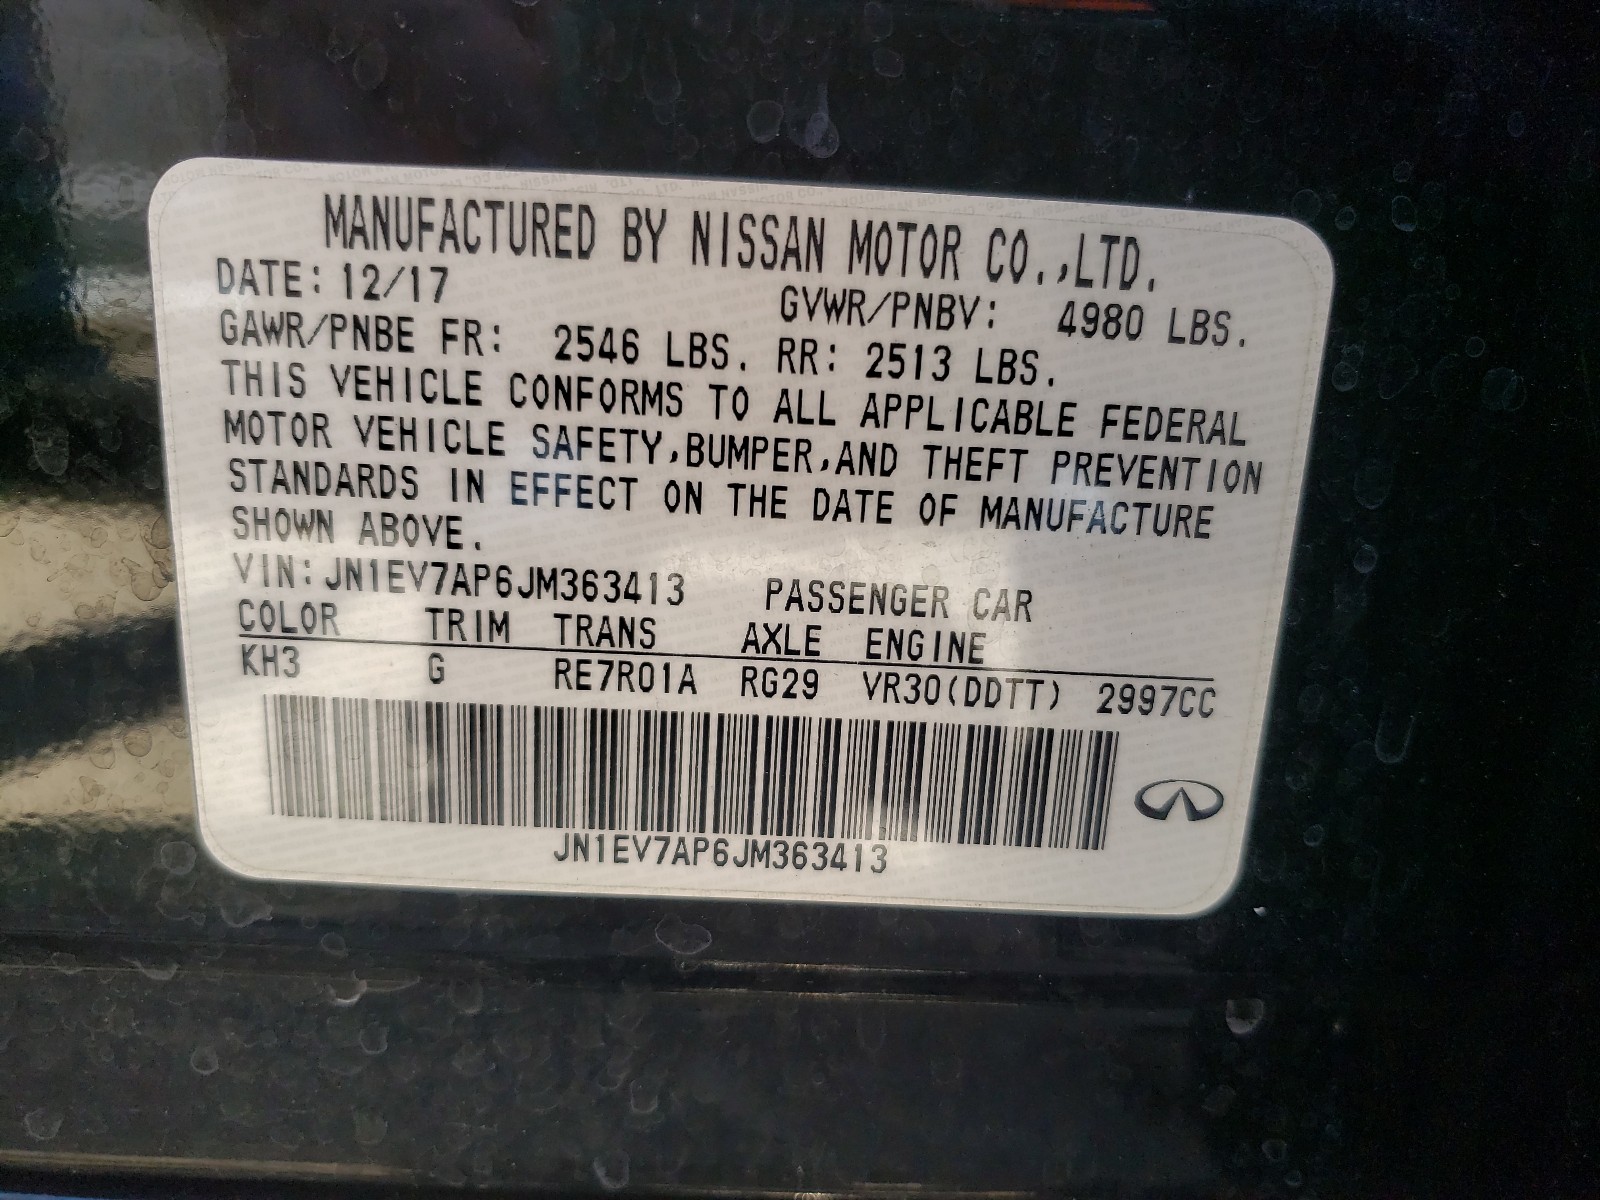 MANUFACTURED BY NISSAN MOTOR CO.,LTD.
DATE: 12/17 GVWR/PNBV: 4980 LBS.
GAWR/PNBE FR: 2546 LBS. RR: 2513 LBS.
THIS VEHICLE CONFORMS TO ALL APPLICABLE FEDERAL
MOTOR VEHICLE SAFETY,BUMPER,AND THEFT PREVENTION
STANDARDS IN EFFECT ON THE DATE OF MANUFACTURE
SHOWN ABOVE.
VIN:JN1EV7AP6JM363413 PASSENGER CAR
COLOR TRIM TRANS AXLE ENGINE
KH3 G RE7R01A RG29 VR30(DDTT) 2997CC
JN1EV7AP6JM363413